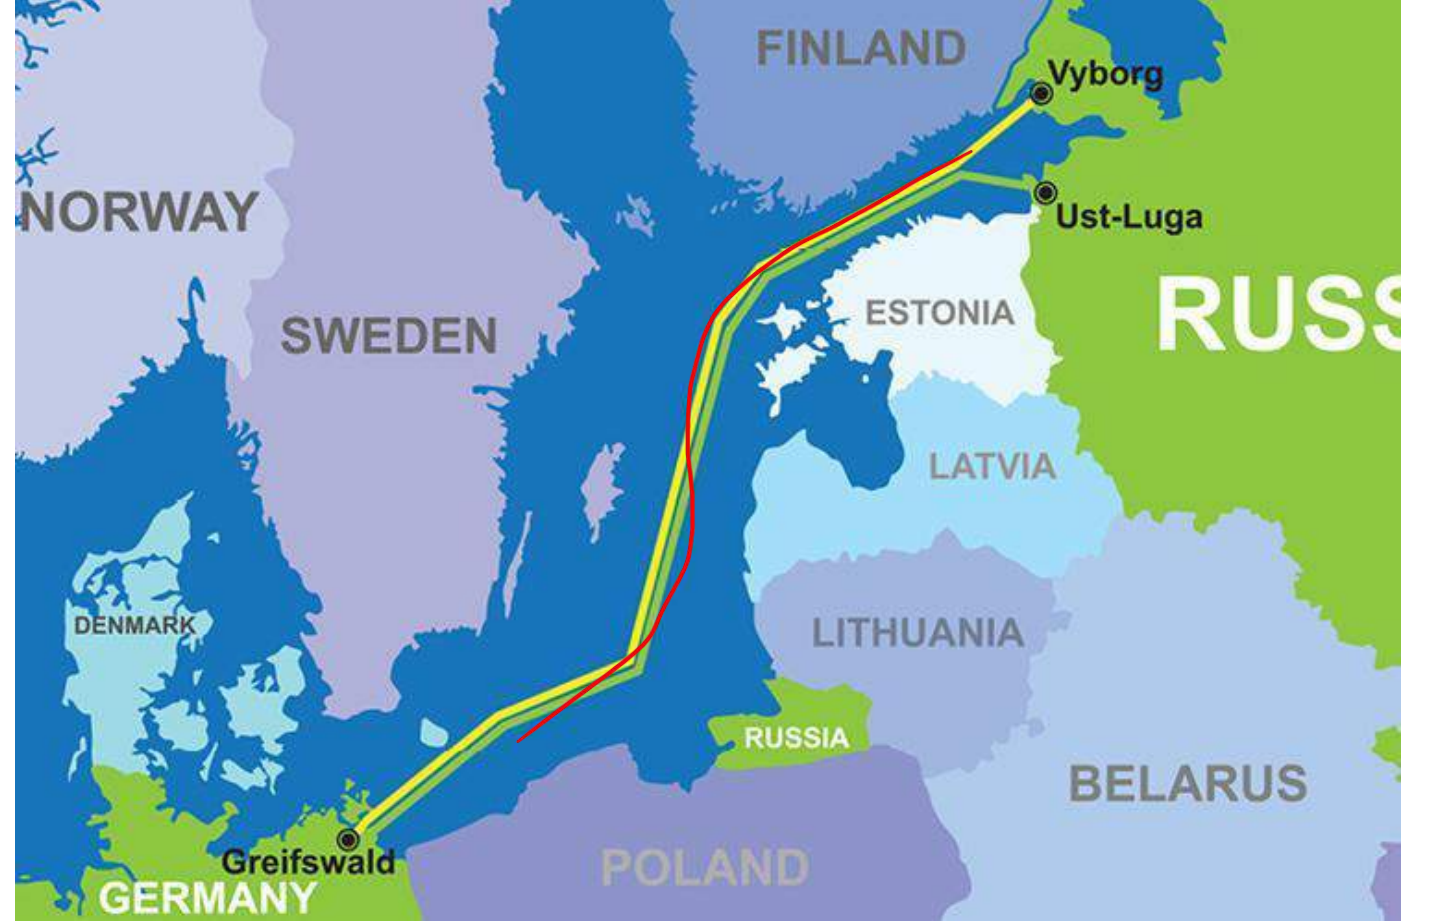 FINLAND
Vyborg
NORWAY
Ust-Luga
RUSS
SWEDEN
ESTONIA
LATVIA
DENMARK
LITHUANIA
RUSSIA
BELARUS
Greifswald
POLAND
GERMANY